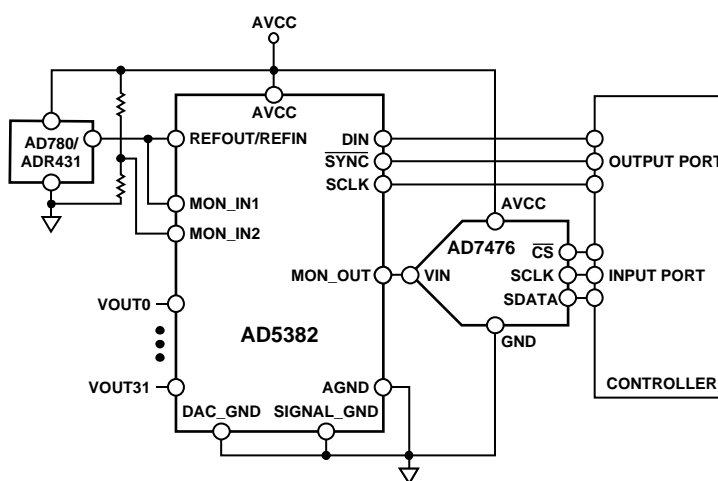 AVCC
AVCC
AD780/
ADR431
REFOUT/REFIN
DIN
SYNC
SCLK
OUTPUT PORT
MON_IN1
MON_IN2
AVCC
AD7476
MON_OUT
VIN
CS
SCLK
SDATA
INPUT PORT
VOUT0
AD5382
GND
VOUT31
AGND
CONTROLLER
DAC_GND
SIGNAL_GND